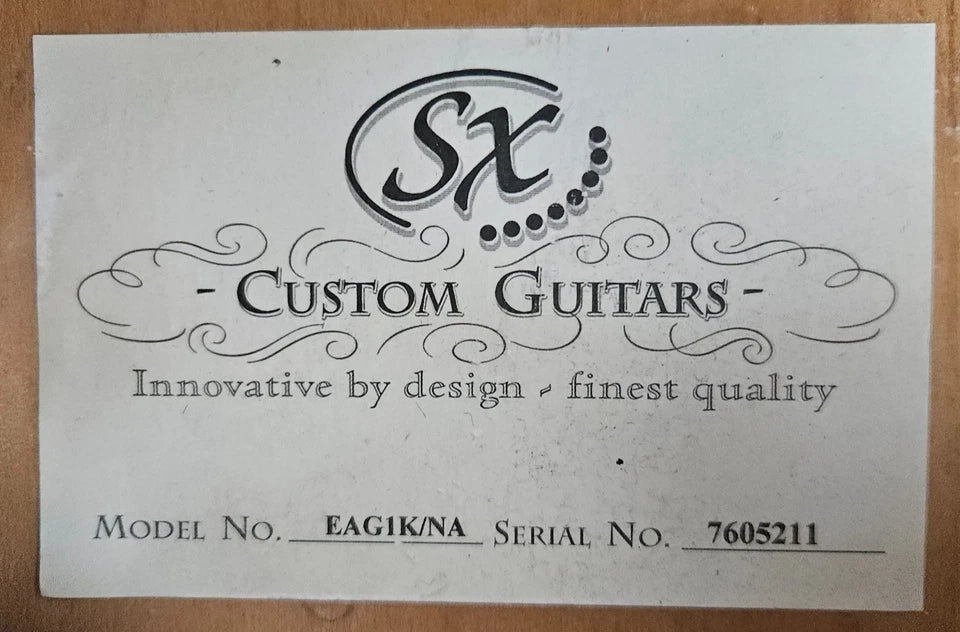 SX
- CUSTOM GUITARS -
Innovative by design - finest quality
MODEL NO. EAG1K/NA SERIAL NO. 7605211